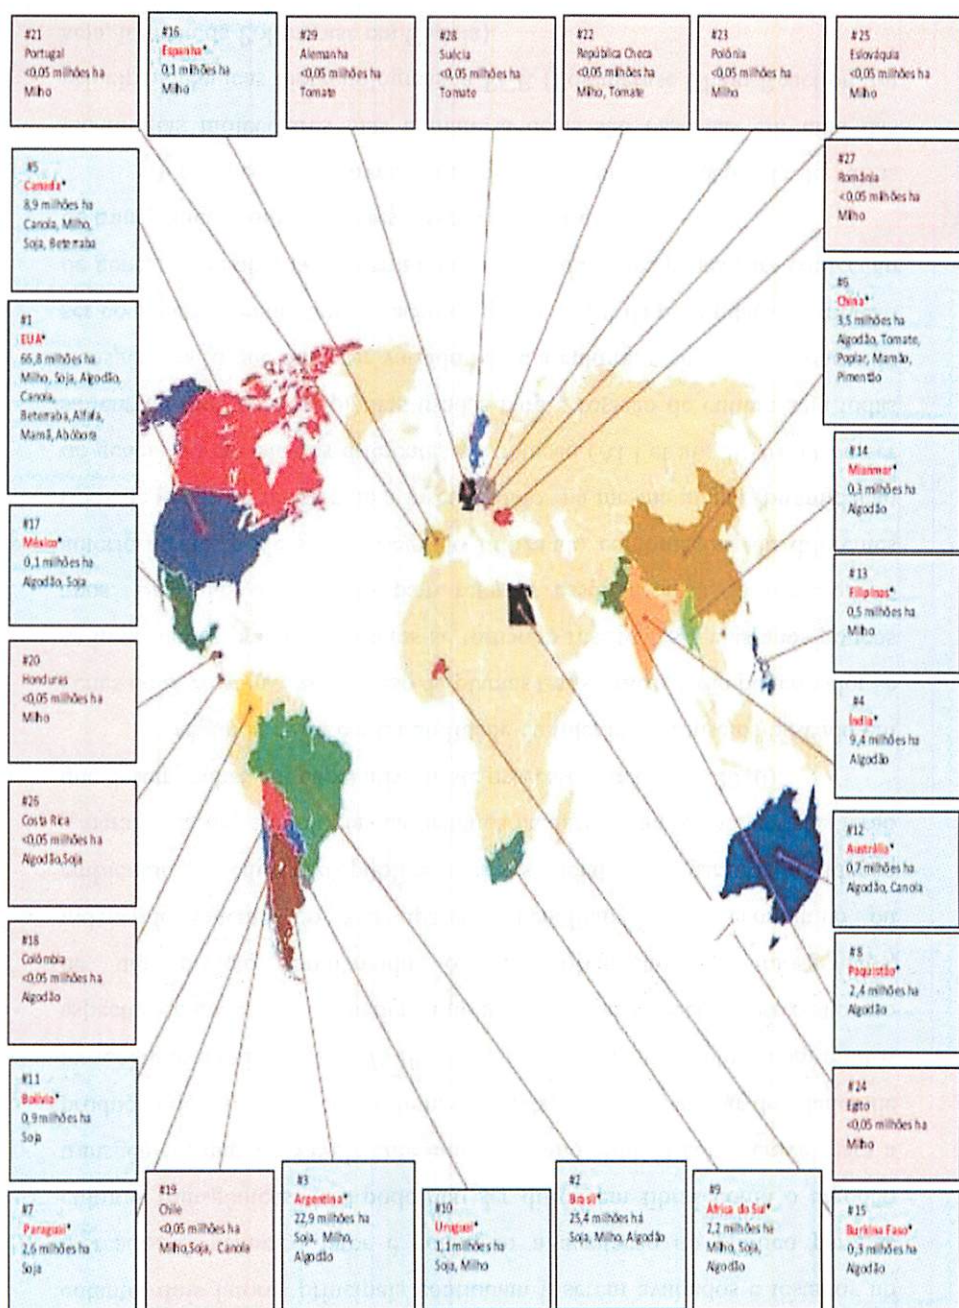 #21
Portugal
<0,05 milhões ha
Milho
#16
Espanha*
0,1 milhões ha
Milho
#29
Alemanha
<0,05 milhões ha
Tomate
#28
Suécia
<0,05 milhões ha
Tomate
#22
República Checa
<0,05 milhões ha
Milho, Tomate
#23
Polónia
<0,05 milhões ha
Milho
#25
Eslováquia
<0,05 milhões ha
Milho
#5
Canada*
8,9 milhões ha
Canola, Milho,
Soja, Beterraba
#27
Roménia
<0,05 milhões ha
Milho
#1
EUA*
66,8 milhões ha
Milho, Soja, Algodão,
Canola,
Beterraba, Alfafa,
Mamã, Abóbora
#6
China*
3,5 milhões ha
Algodão, Tomate,
Poplar, Mamão,
Pimentão
#14
Mianmar*
0,3 milhões ha
Algodão
#17
México*
0,1 milhões ha
Algodão, Soja
#13
Filipinas*
0,5 milhões ha
Milho
#20
Honduras
<0,05 milhões ha
Milho
#4
Índia*
9,4 milhões ha
Algodão
#26
Costa Rica
<0,05 milhões ha
Algodão,Soja
#12
Austrália*
0,7 milhões ha
Algodão, Canola
#18
Colômbia
<0,05 milhões ha
Algodão
#8
Paquistão*
2,4 milhões ha
Algodão
#11
Bolívia*
0,9 milhões ha
Soja
#24
Egito
<0,05 milhões ha
Milho
#7
Paraguai*
2,6 milhões ha
Soja
#19
Chile
<0,05 milhões ha
Milho,Soja, Canola
#3
Argentina*
22,9 milhões ha
Soja, Milho,
Algodão
#10
Uruguai*
1,1 milhões ha
Soja, Milho
#2
Brasil*
25,4 milhões há
Soja, Milho, Algodão
#9
África do Sul*
2,2 milhões ha
Milho, Soja,
Algodão
#15
Burkina Faso*
0,3 milhões ha
Algodão